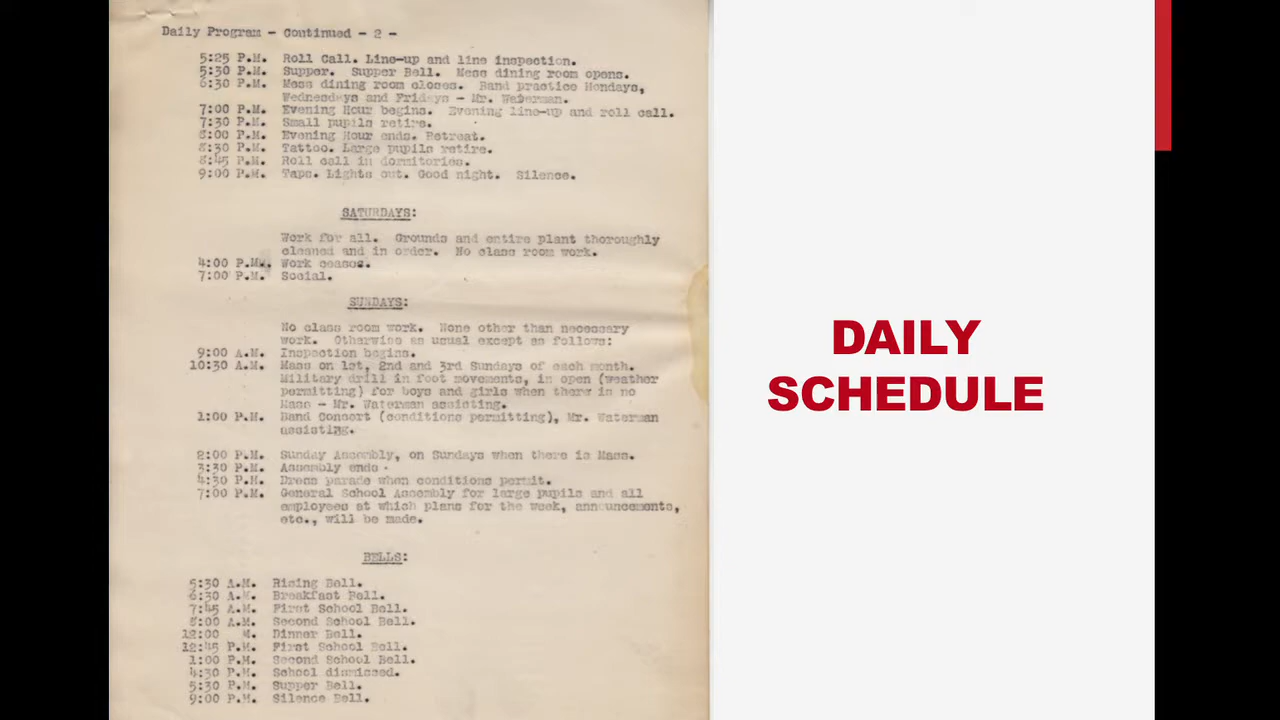 Daily Program - Continued - 2 -
5:25 P.M. Roll Call. Line-up and line inspection.
5:30 P.M. Supper. Supper Bell. Mess dining room opens.
6:30 P.M. Mess dining room closes. Band practice Mondays,
Wednesdays and Fridays - Mr. Waterman.
7:00 P.M. Evening Hour begins. Evening line-up and roll call.
7:30 P.M. Small pupils retire.
8:00 P.M. Evening Hour ends. Retreat.
8:30 P.M. Tattoo. Large pupils retire.
8:45 P.M. Roll call in dormitories.
9:00 P.M. Taps. Lights out. Good night. Silence.
SATURDAYS:
Work for all. Grounds and entire plant thoroughly
cleaned and in order. No class room work.
4:00 P.M. Work ceases.
7:00 P.M. Social.
SUNDAYS:
No class room work. None other than necessary
work. Otherwise as usual except as follows:
9:00 A.M. Inspection begins.
10:30 A.M. Mass on 1st, 2nd and 3rd Sundays of each month.
Military drill in foot movements, in open (weather
permitting) for boys and girls when there is no
Mass - Mr. Waterman assisting.
1:00 P.M. Band Consort (conditions permitting), Mr. Waterman
assisting.
2:00 P.M. Sunday Assembly, on Sundays when there is Mass.
3:30 P.M. Assembly ends.
4:30 P.M. Dress parade when conditions permit.
7:00 P.M. General School Assembly for large pupils and all
employees at which plans for the week, announcements,
etc., will be made.
BELLS:
5:30 A.M. Rising Bell.
6:30 A.M. Breakfast Bell.
7:45 A.M. First School Bell.
8:00 A.M. Second School Bell.
12:00 M. Dinner Bell.
12:45 P.M. First School Bell.
1:00 P.M. Second School Bell.
4:30 P.M. School dismissed.
5:30 P.M. Supper Bell.
9:00 P.M. Silence Bell.
DAILY
SCHEDULE